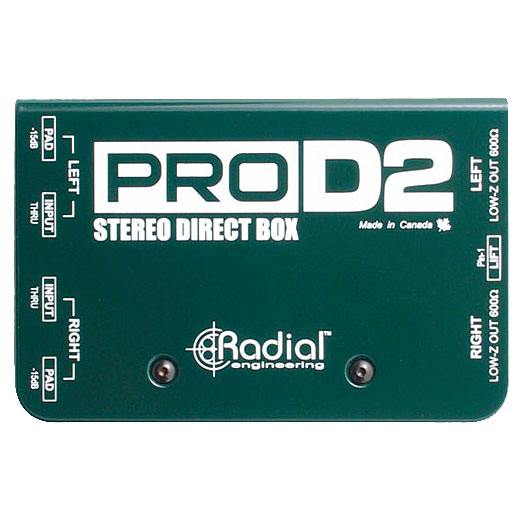 PRO D2
STEREO DIRECT BOX
Made in Canada
Radial™
engineering
PAD
-15dB
LEFT
INPUT
THRU
INPUT
THRU
RIGHT
PAD
-15dB
LEFT
LOW-Z OUT 600Ω
Pin-1
LIFT
RIGHT
LOW-Z OUT 600Ω